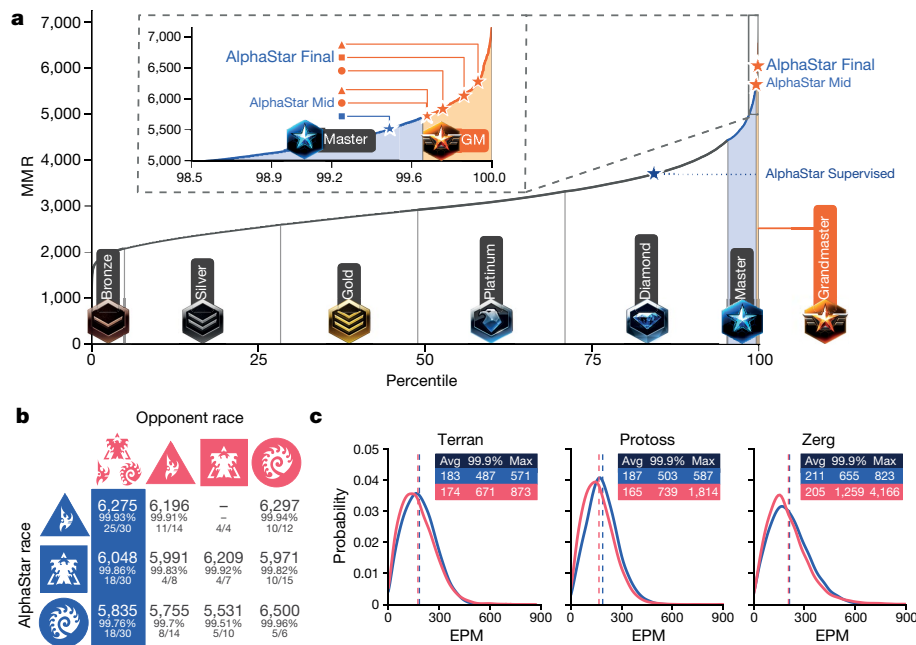 a
7,000
6,000
5,000
4,000
3,000
2,000
1,000
0
MMR
7,000
6,500
6,000
5,500
5,000
98.5
98.9
99.2
99.6
100.0
AlphaStar Final
AlphaStar Mid
Master
GM
AlphaStar Final
AlphaStar Mid
AlphaStar Supervised
Bronze
Silver
Gold
Platinum
Diamond
Master
Grandmaster
0
25
50
75
100
Percentile
b
Opponent race
AlphaStar race
6,275 6,196 – 6,297
99.93% 99.91% – 99.94%
25/30 11/14 4/4 10/12
6,048 5,991 6,209 5,971
99.86% 99.83% 99.92% 99.82%
18/30 4/8 4/7 10/15
5,835 5,755 5,531 6,500
99.76% 99.7% 99.51% 99.96%
18/30 8/14 5/10 5/6
c
Probability
0.05
0.04
0.03
0.02
0.01
0
Terran
Avg 99.9% Max
183 487 571
174 671 873
0 300 600 900
EPM
Protoss
Avg 99.9% Max
187 503 587
165 739 1,814
0 300 600 900
EPM
Zerg
Avg 99.9% Max
211 655 823
205 1,259 4,166
0 300 600 900
EPM